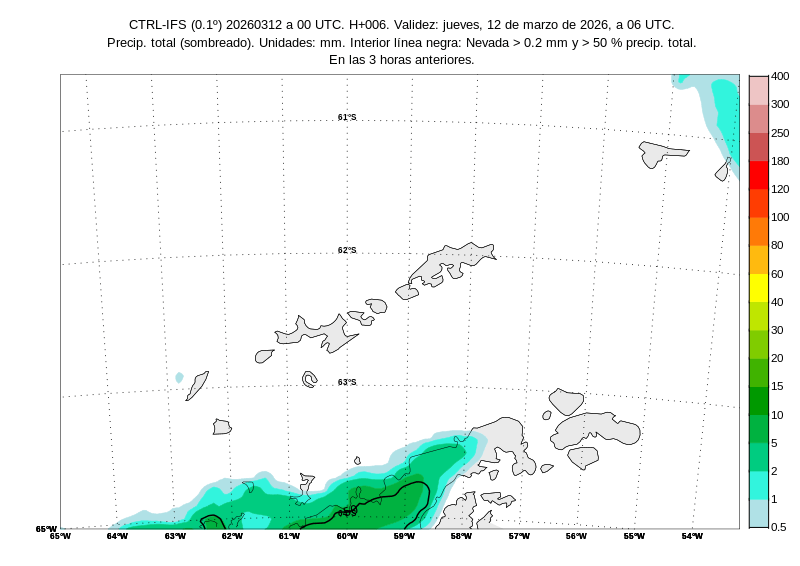 CTRL-IFS (0.1º) 20260312 a 00 UTC. H+006. Validez: jueves, 12 de marzo de 2026, a 06 UTC.
Precip. total (sombreado). Unidades: mm. Interior línea negra: Nevada > 0.2 mm y > 50 % precip. total.
En las 3 horas anteriores.
61°S
62°S
63°S
64°S
65°W
65°W 64°W 63°W 62°W 61°W 60°W 59°W 58°W 57°W 56°W 55°W 54°W
400
300
250
180
120
100
80
60
40
30
20
15
10
5
2
1
0.5